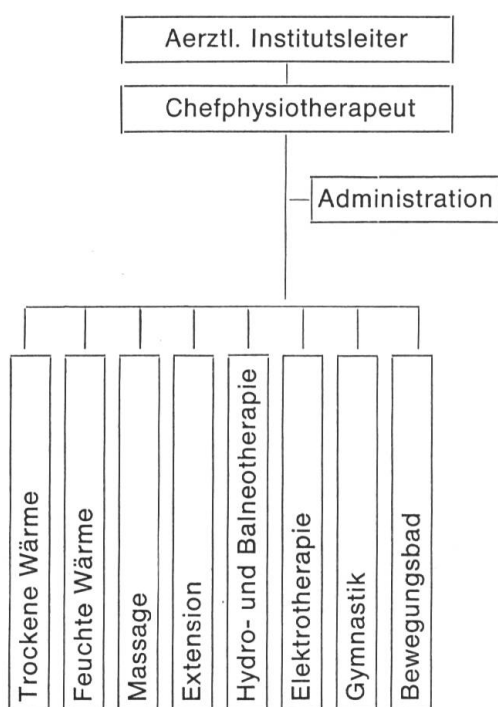 Aerztl. Institutsleiter
Chefphysiotherapeut
Administration
Trockene Wärme
Feuchte Wärme
Massage
Extension
Hydro- und Balneotherapie
Elektrotherapie
Gymnastik
Bewegungsbad